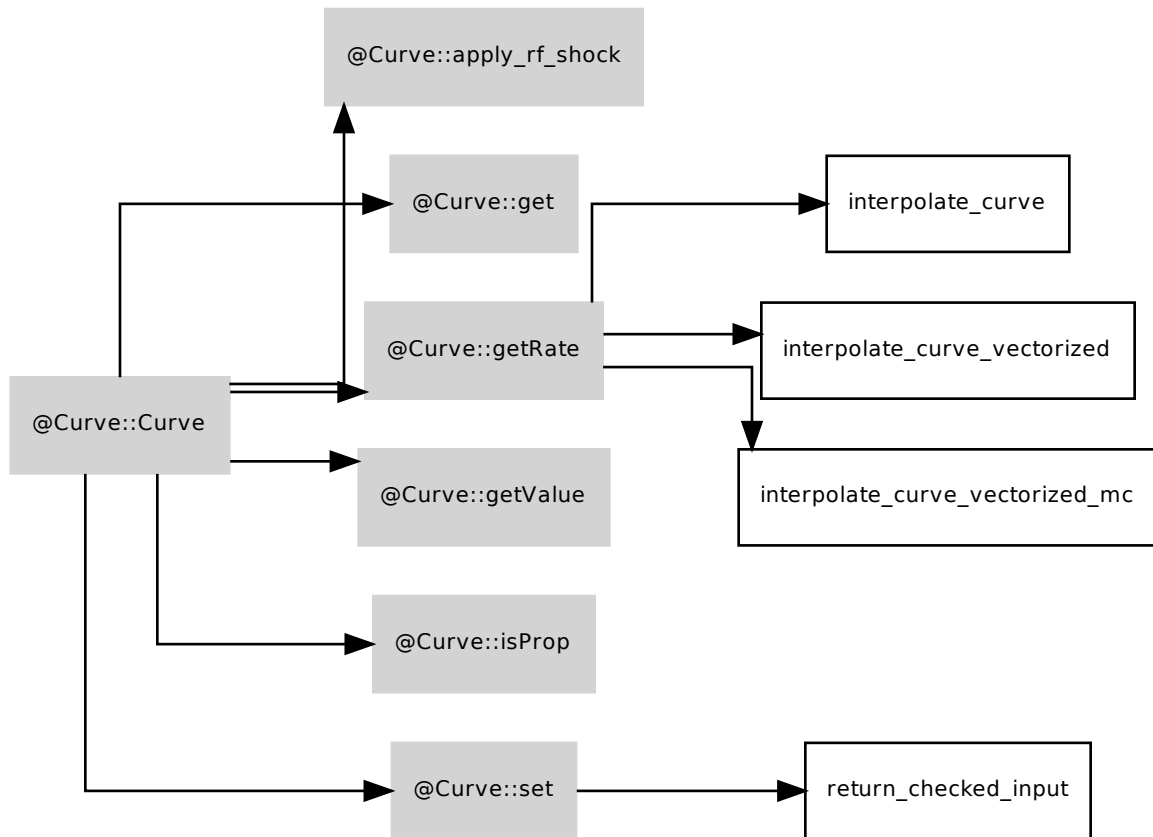 @Curve::apply_rf_shock
@Curve::get
interpolate_curve
@Curve::getRate
interpolate_curve_vectorized
@Curve::Curve
@Curve::getValue
interpolate_curve_vectorized_mc
@Curve::isProp
@Curve::set
return_checked_input